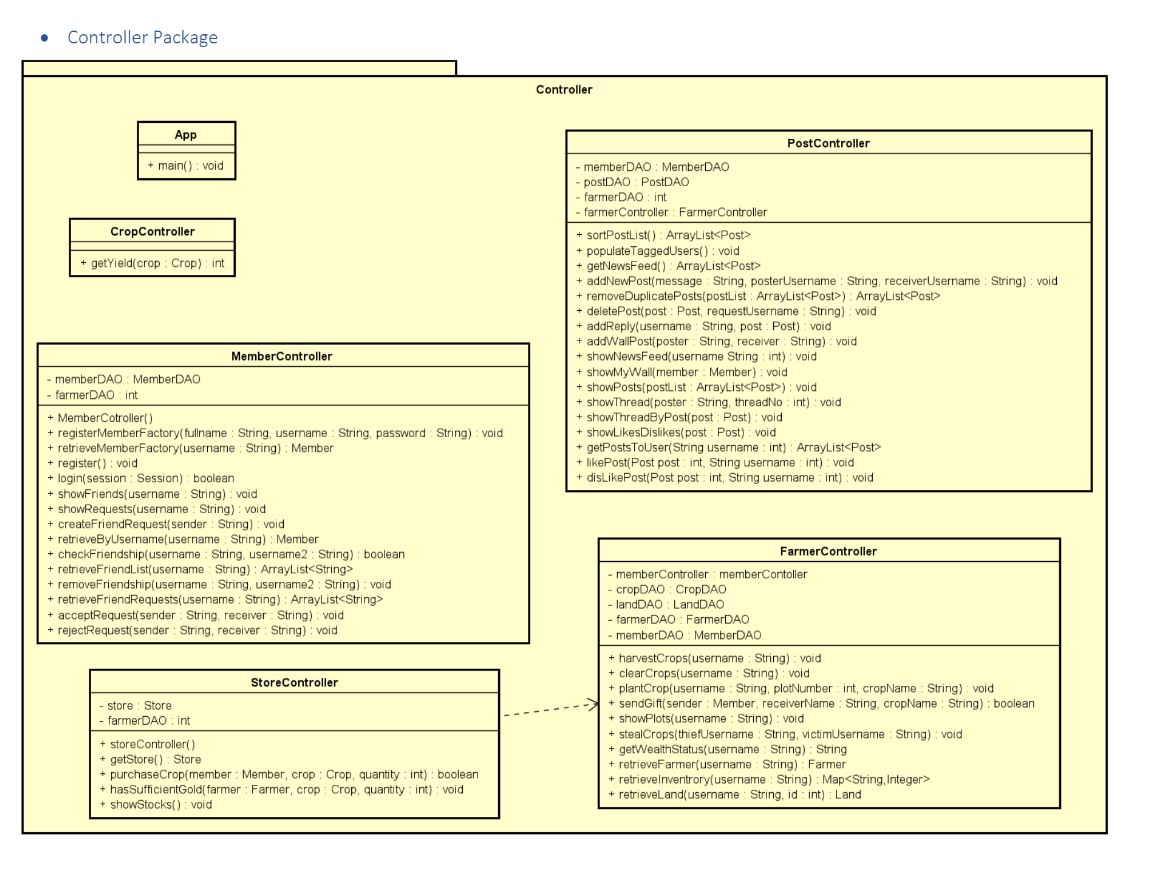 • Controller Package
Controller
App
+ main() : void
CropController
+ getYield(crop : Crop) : int
PostController
- memberDAO : MemberDAO
- postDAO : PostDAO
- farmerDAO : int
- farmerController : FarmerController
+ sortPostList() : ArrayList<Post>
+ populateTaggedUsers() : void
+ getNewsFeed() : ArrayList<Post>
+ addNewPost(message : String, posterUsername : String, receiverUsername : String) : void
+ removeDuplicatePosts(postList : ArrayList<Post>) : ArrayList<Post>
+ deletePost(post : Post, requestUsername : String) : void
+ addReply(username : String, post : Post) : void
+ addWallPost(poster : String, receiver : String) : void
+ showNewsFeed(username String : int) : void
+ showMyWall(member : Member) : void
+ showPosts(postList : ArrayList<Post>) : void
+ showThread(poster : String, threadNo : int) : void
+ showThreadByPost(post : Post) : void
+ showLikesDislikes(post : Post) : void
+ getPostsToUser(String username : int) : ArrayList<Post>
+ likePost(Post post : int, String username : int) : void
+ disLikePost(Post post : int, String username : int) : void
MemberController
- memberDAO : MemberDAO
- farmerDAO : int
+ MemberCotroller()
+ registerMemberFactory(fullname : String, username : String, password : String) : void
+ retrieveMemberFactory(username : String) : Member
+ register() : void
+ login(session : Session) : boolean
+ showFriends(username : String) : void
+ showRequests(username : String) : void
+ createFriendRequest(sender : String) : void
+ retrieveByUsername(username : String) : Member
+ checkFriendship(username : String, username2 : String) : boolean
+ retrieveFriendList(username : String) : ArrayList<String>
+ removeFriendship(username : String, username2 : String) : void
+ retrieveFriendRequests(username : String) : ArrayList<String>
+ acceptRequest(sender : String, receiver : String) : void
+ rejectRequest(sender : String, receiver : String) : void
FarmerController
- memberController : memberContoller
- cropDAO : CropDAO
- landDAO : LandDAO
- farmerDAO : FarmerDAO
- memberDAO : MemberDAO
+ harvestCrops(username : String) : void
+ clearCrops(username : String) : void
+ plantCrop(username : String, plotNumber : int, cropName : String) : void
+ sendGift(sender : Member, receiverName : String, cropName : String) : boolean
+ showPlots(username : String) : void
+ stealCrops(thiefUsername : String, victimUsername : String) : void
+ getWealthStatus(username : String) : String
+ retrieveFarmer(username : String) : Farmer
+ retrieveInventrory(username : String) : Map<String,Integer>
+ retrieveLand(username : String, id : int) : Land
StoreController
- store : Store
- farmerDAO : int
+ storeController()
+ getStore() : Store
+ purchaseCrop(member : Member, crop : Crop, quantity : int) : boolean
+ hasSufficientGold(farmer : Farmer, crop : Crop, quantity : int) : void
+ showStocks() : void